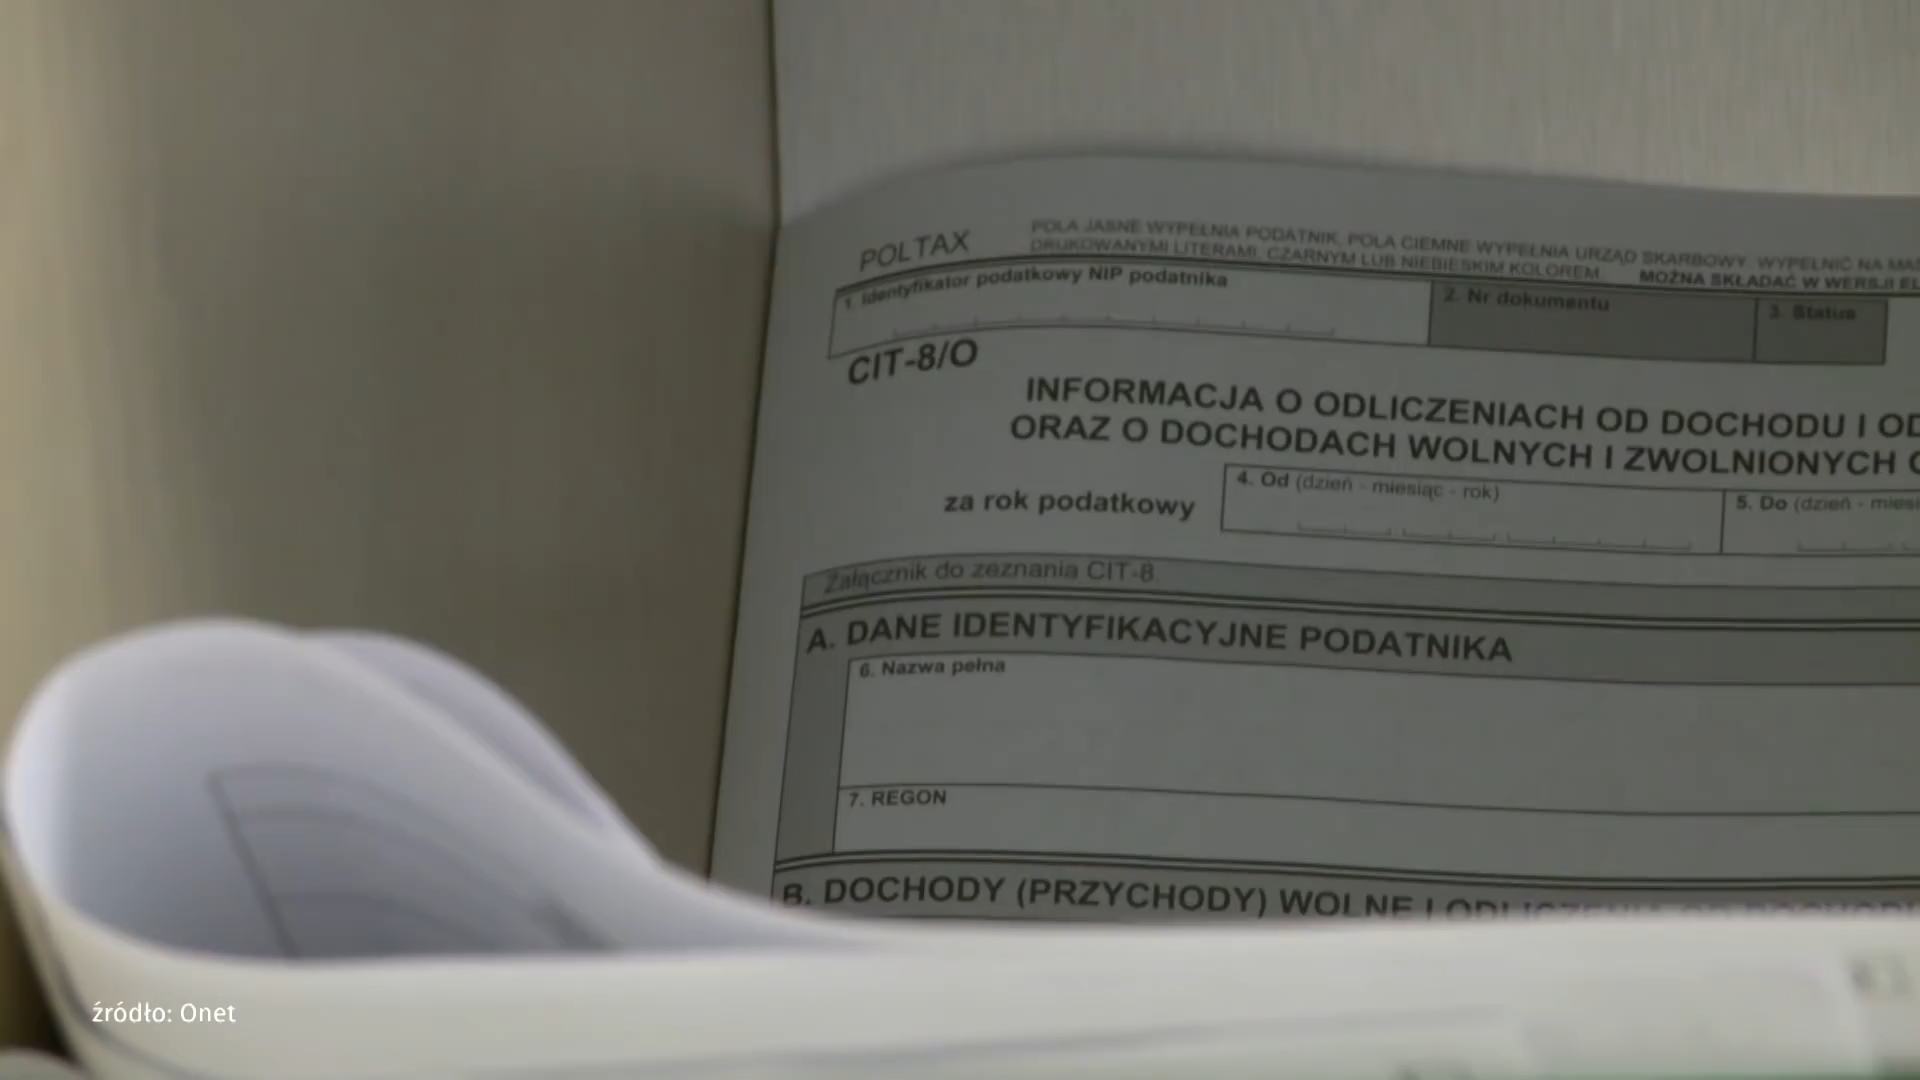 POLTAX
POLA JASNE WYPEŁNIA PODATNIK, POLA CIEMNE WYPEŁNIA URZĄD SKARBOWY. WYPEŁNIĆ NA
DRUKOWANYMI LITERAMI, CZARNYM LUB NIEBIESKIM KOLOREM. MOŻNA SKŁADAĆ W WERSJI
1. Identyfikator podatkowy NIP podatnika
2. Nr dokumentu
3. Status
CIT-8/O
INFORMACJA O ODLICZENIACH OD DOCHODU I
ORAZ O DOCHODACH WOLNYCH I ZWOLNIONYCH
za rok podatkowy
4. Od (dzień - miesiąc - rok)
5. Do (dzień -
Załącznik do zeznania CIT-8.
A. DANE IDENTYFIKACYJNE PODATNIKA
6. Nazwa pełna
7. REGON
B. DOCHODY (PRZYCHODY) WOLNE I
źródło: Onet